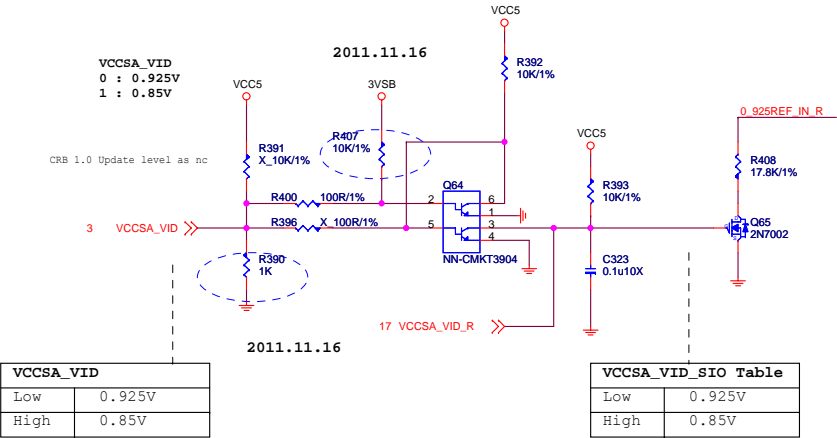 VCC5
2011.11.16
VCCSA_VID
0 : 0.925V
1 : 0.85V
R392
10K/1%
VCC5
3VSB
0_925REF_IN_R
R407
10K/1%
VCC5
R391
X_10K/1%
CRB 1.0 Update level as nc
R408
17.8K/1%
Q64
R393
10K/1%
R400
100R/1%
2
6
1
3
VCCSA_VID
R396
X_100R/1%
5
3
4
Q65
2N7002
NN-CMKT3904
R390
1K
C323
0.1u10X
17 VCCSA_VID_R
2011.11.16
VCCSA_VID
Low 0.925V
High 0.85V
VCCSA_VID_SIO Table
Low 0.925V
High 0.85V